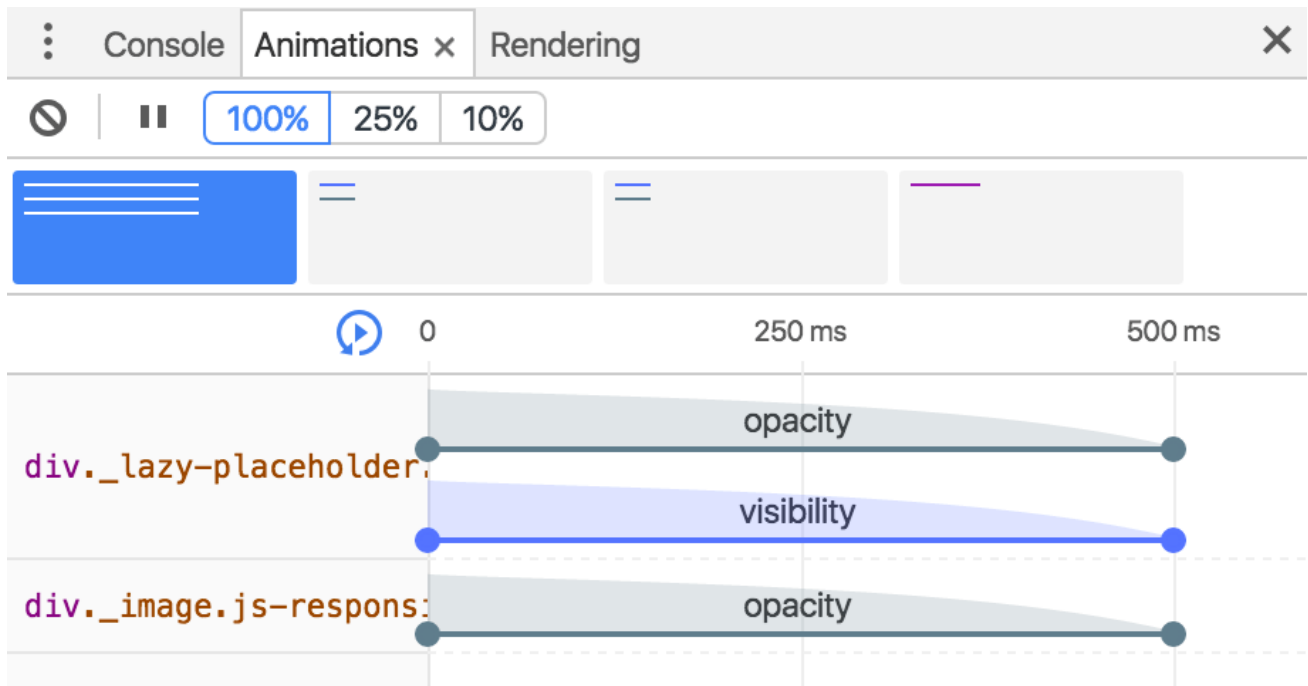 Console Animations × Rendering ×
100% 25% 10%
0 250 ms 500 ms
opacity
div._lazy-placeholder.
visibility
div._image.js-respons
opacity